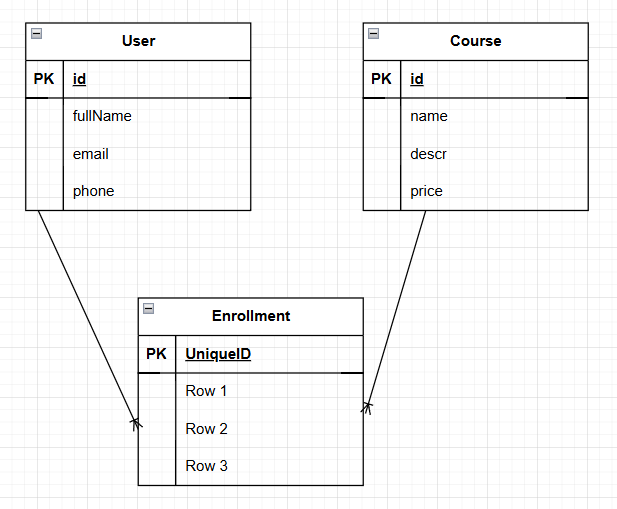 User
PK id
fullName
email
phone
Course
PK id
name
descr
price
Enrollment
PK UniqueID
Row 1
Row 2
Row 3